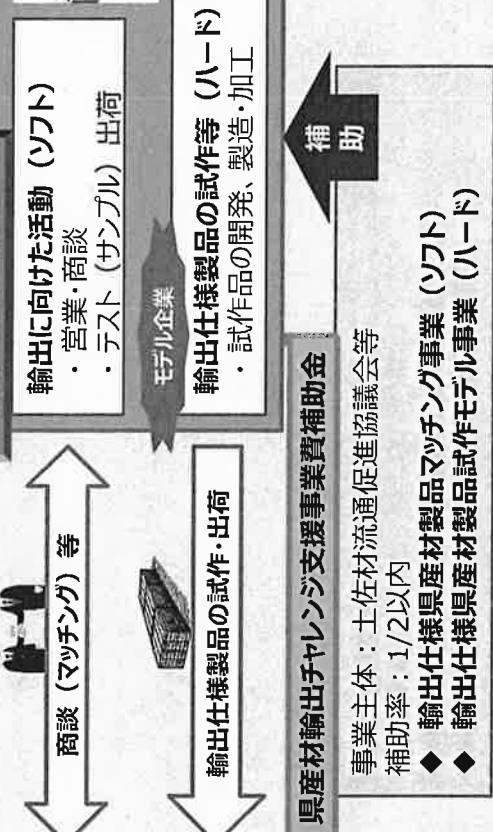 商談（マッチング）等
輸出に向けた活動（ソフト）
・営業・商談
・テスト（サンプル）出荷
モデル企業
輸出仕様製品の試作・出荷
輸出仕様製品の試作等（ハード）
・試作品の開発、製造・加工
補助
県産材輸出チャレンジ支援事業費補助金
事業主体：土佐材流通促進協議会等
補助率：1/2以内
◆ 輸出仕様県産材製品マッチング事業（ソフト）
◆ 輸出仕様県産材製品試作モデル事業（ハード）